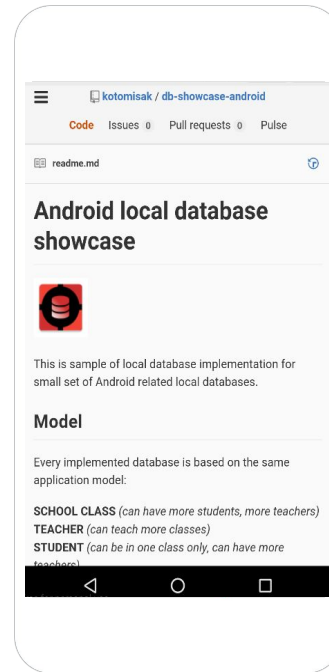 kotomisak / db-showcase-android
Code Issues 0 Pull requests 0 Pulse
readme.md
Android local database
showcase
This is sample of local database implementation for
small set of Android related local databases.
Model
Every implemented database is based on the same
application model:
SCHOOL CLASS (can have more students, more teachers)
TEACHER (can teach more classes)
STUDENT (can be in one class only, can have more
teachers)